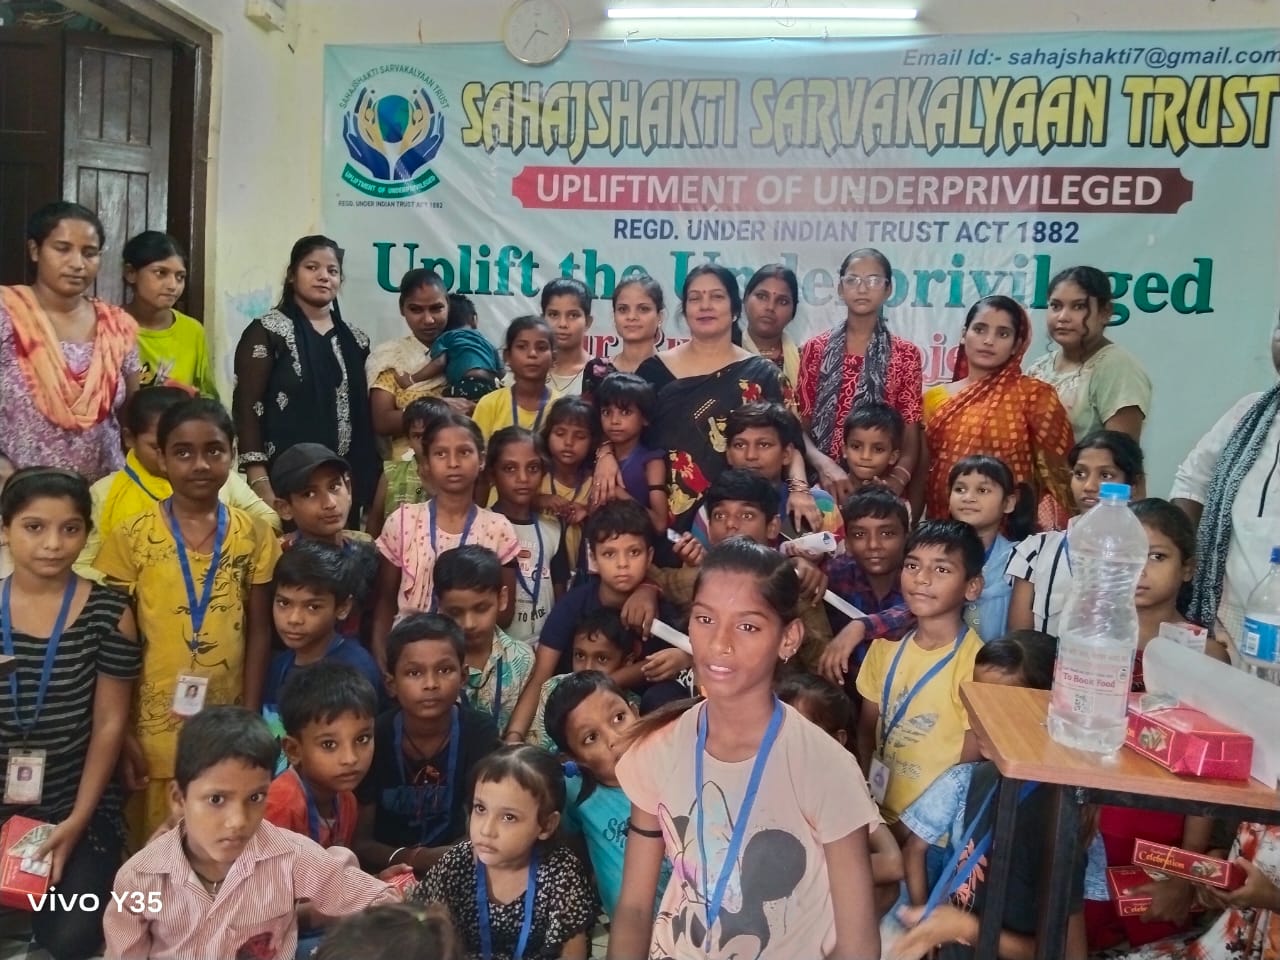 Email Id:- sahajshakti7@gmail.com
SAHAJSHAKTI SARVAKALYAAN TRUST
SAHAJSHAKTI SARVAKALYAAN TRUST
UPLIFTMENT OF UNDERPRIVILEGED
UPLIFTMENT OF UNDERPRIVILEGED
REGD. UNDER INDIAN TRUST ACT 1882
REGD. UNDER INDIAN TRUST ACT 1882
Uplift the Underprivileged
To Book Food
Celebration
vivo Y35